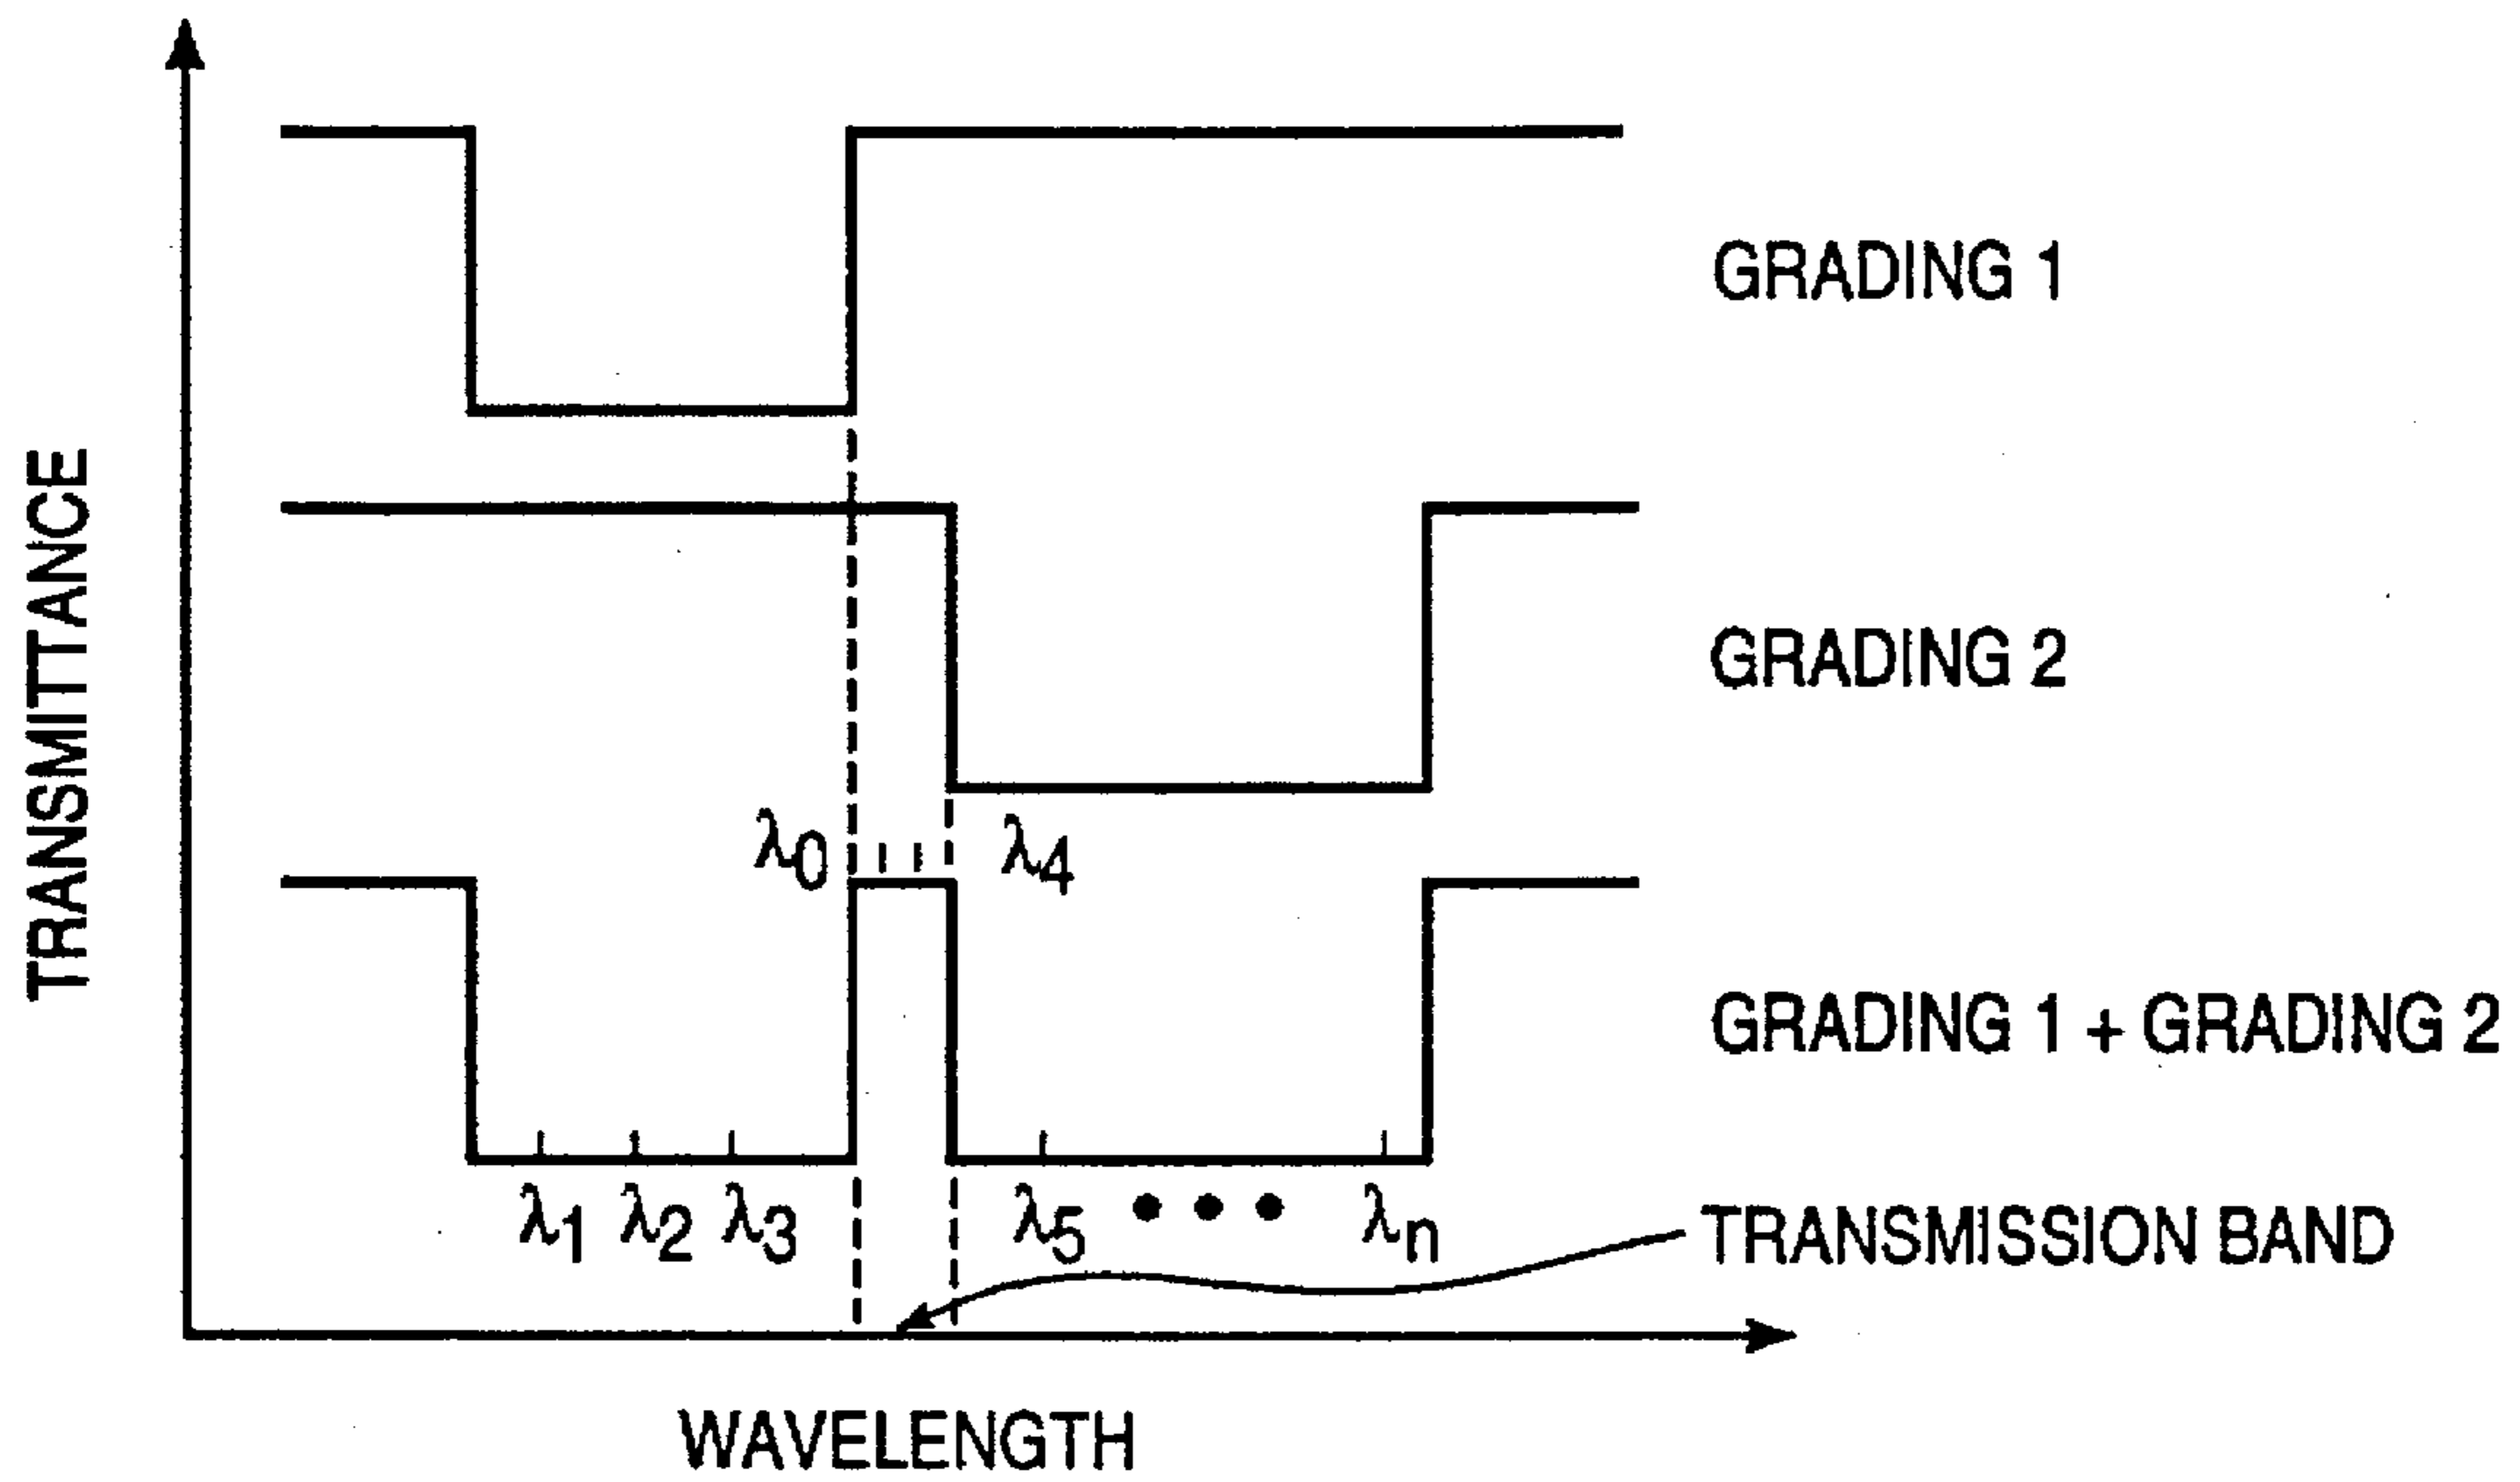 TRANSMITTANCE
GRADING 1
GRADING 2
λ0 λ4
GRADING 1 + GRADING 2
λ1 λ2 λ3 λ5 ••• λn
TRANSMISSION BAND
WAVELENGTH